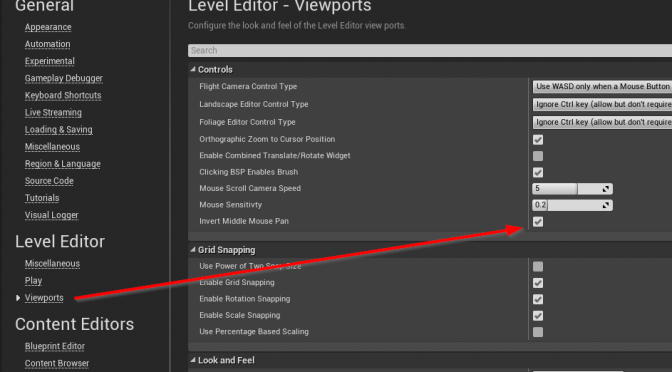 General
Appearance
Automation
Experimental
Gameplay Debugger
Keyboard Shortcuts
Live Streaming
Loading & Saving
Miscellaneous
Region & Language
Source Code
Tutorials
Visual Logger
Level Editor
Miscellaneous
Play
Viewports
Content Editors
Blueprint Editor
Content Browser
Level Editor - Viewports
Configure the look and feel of the Level Editor view ports.
Search
Controls
Flight Camera Control Type Use WASD only when a Mouse Button
Landscape Editor Control Type Ignore Ctrl key (allow but don't require
Foliage Editor Control Type Ignore Ctrl key (allow but don't require
Orthographic Zoom to Cursor Position
Enable Combined Translate/Rotate Widget
Clicking BSP Enables Brush
Mouse Scroll Camera Speed 5
Mouse Sensitivty 0.2
Invert Middle Mouse Pan
Grid Snapping
Use Power of Two Snap Size
Enable Grid Snapping
Enable Rotation Snapping
Enable Scale Snapping
Use Percentage Based Scaling
Look and Feel